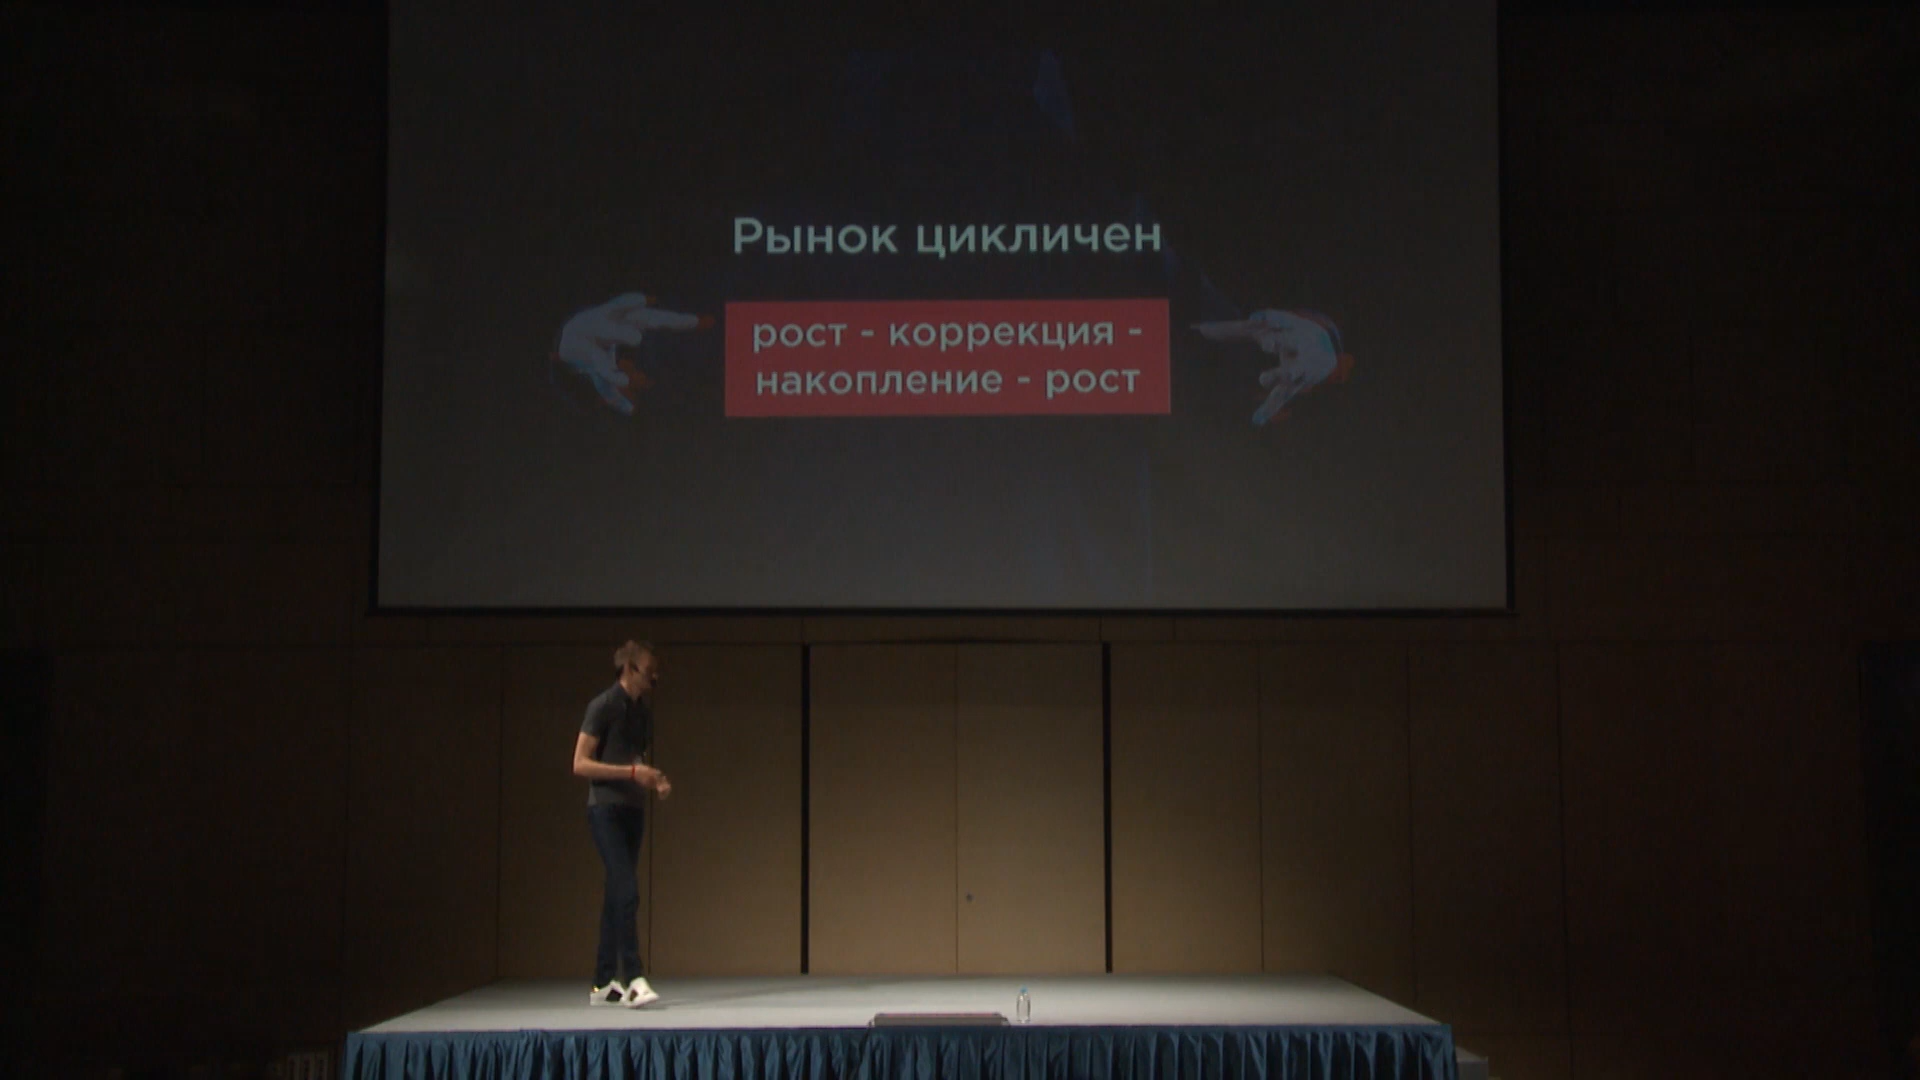 Рынок цикличен
рост - коррекция -
накопление - рост